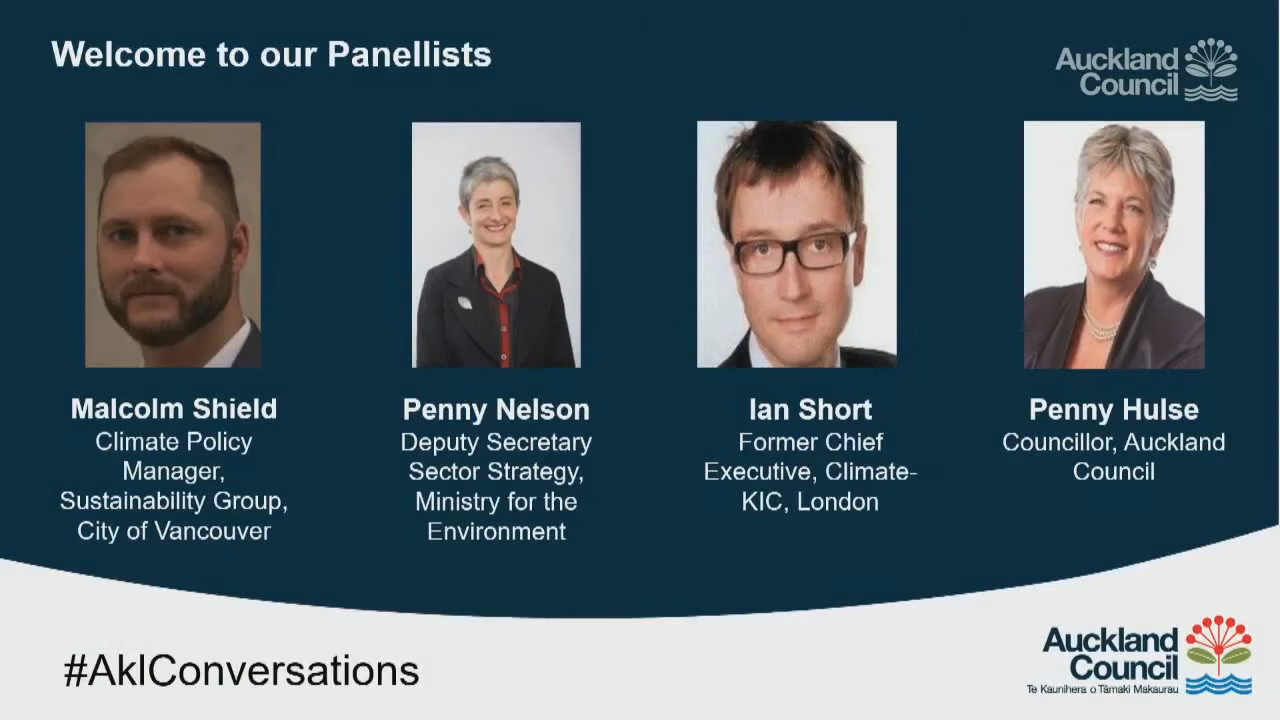 Welcome to our Panellists
Auckland
Council
Malcolm Shield
Climate Policy
Manager,
Sustainability Group,
City of Vancouver
Penny Nelson
Deputy Secretary
Sector Strategy,
Ministry for the
Environment
Ian Short
Former Chief
Executive, Climate-
KIC, London
Penny Hulse
Councillor, Auckland
Council
#AklConversations
Auckland
Council
Te Kaunihera o Tāmaki Makaurau